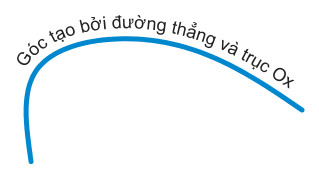 Góc tạo bởi đường thẳng và trục Ox